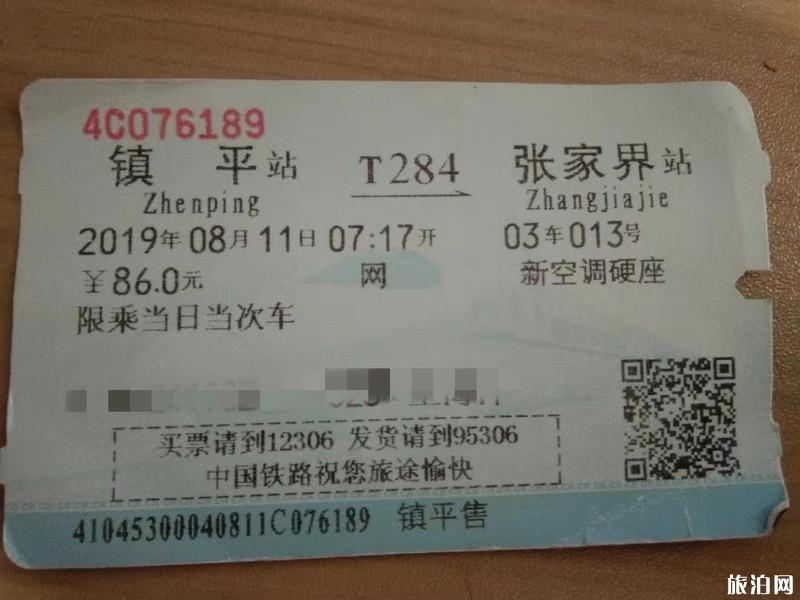 4C076189
镇平站 T284 张家界站
Zhenping Zhangjiajie
2019年08月11日07:17开 03车013号
￥86.0元 网 新空调硬座
限乘当日当次车
买票请到12306 发货请到95306
中国铁路祝您旅途愉快
41045300040811C076189 镇平售
旅泊网